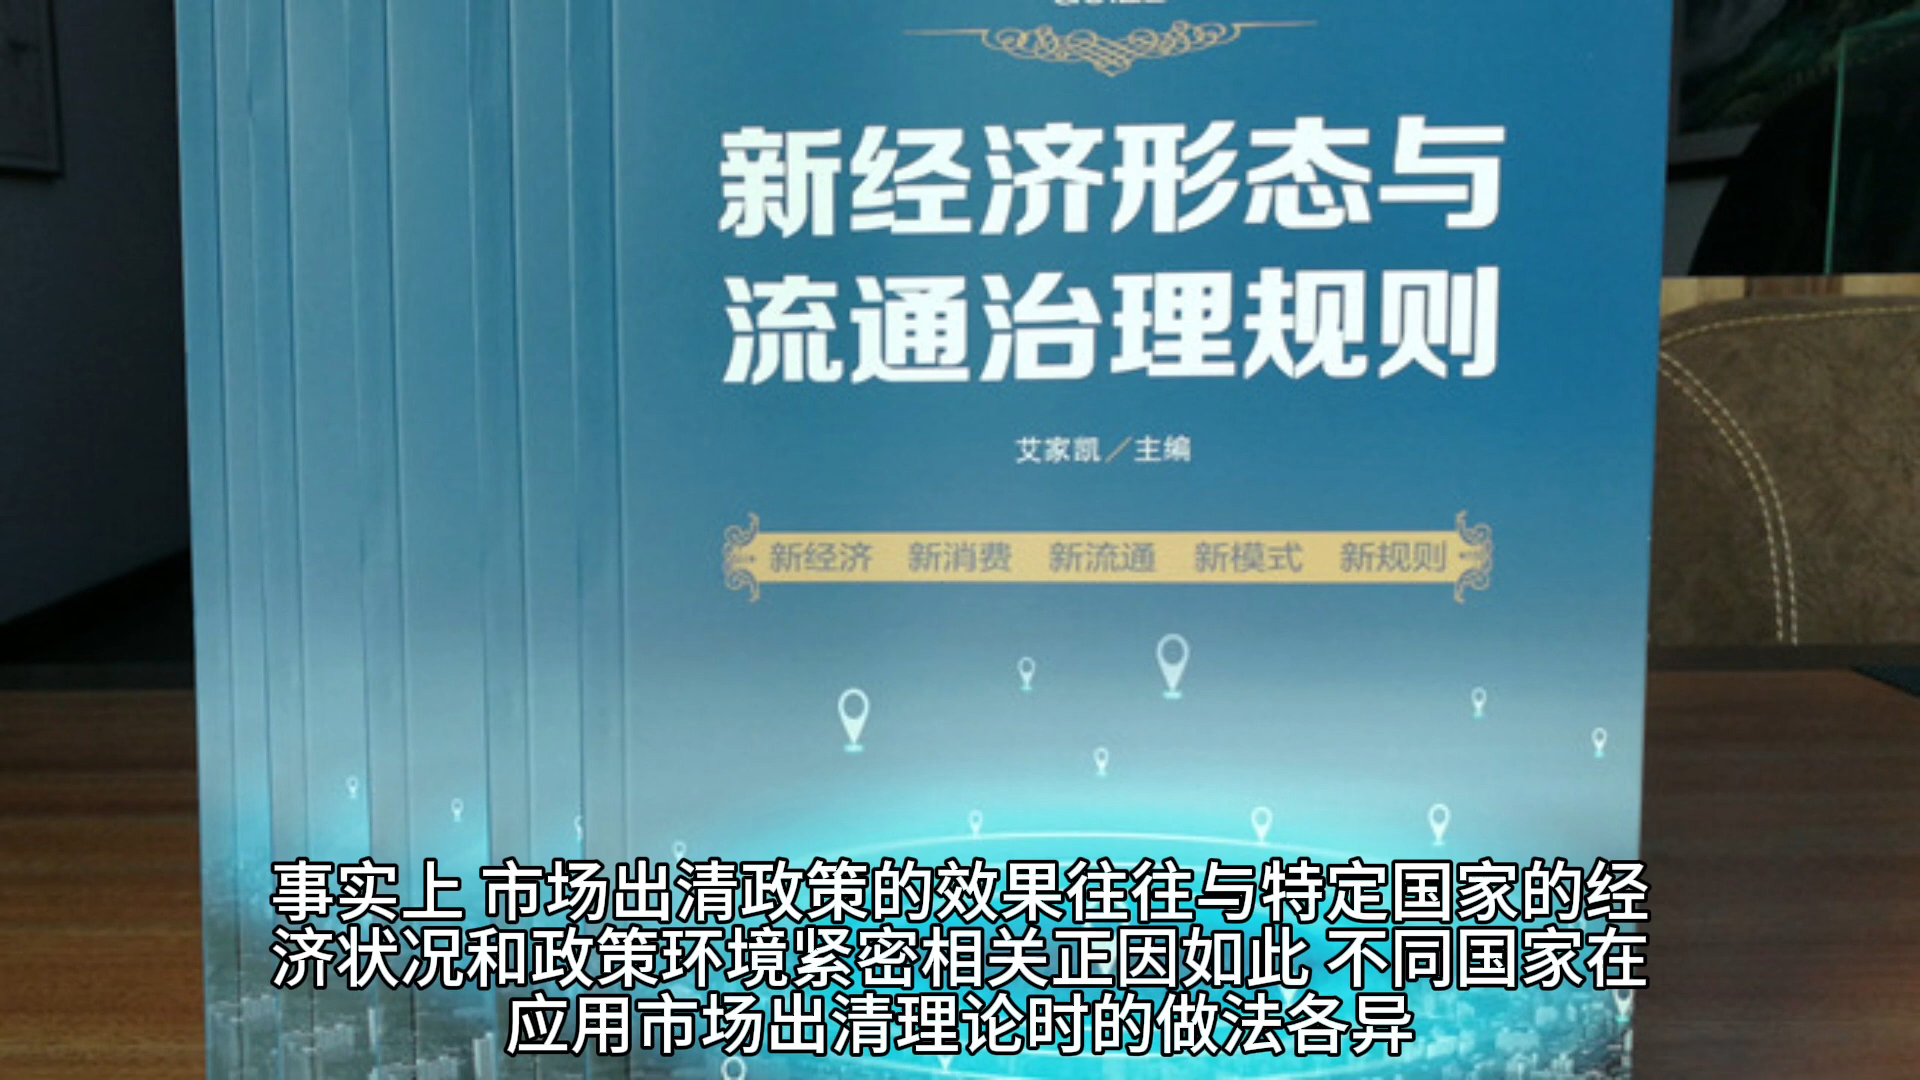 新经济形态与
流通治理规则
艾家凯／主编
新经济 新消费 新流通 新模式 新规则
事实上 市场出清政策的效果往往与特定国家的经
济状况和政策环境紧密相关正因如此 不同国家在
应用市场出清理论时的做法各异